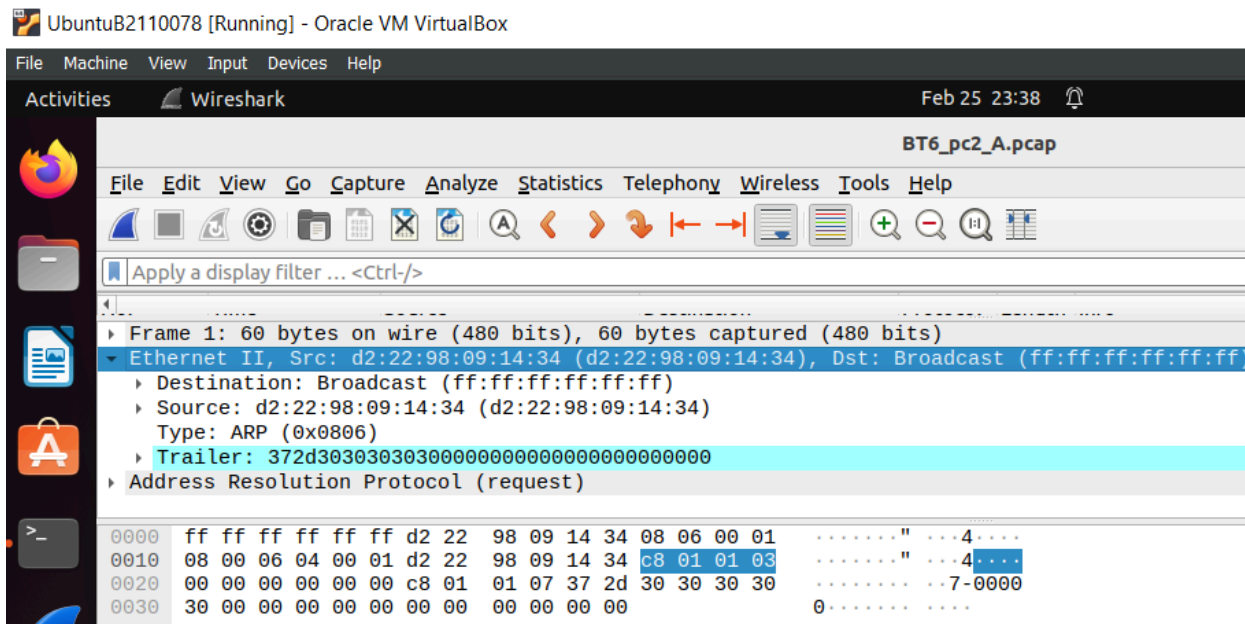 UbuntuB2110078 [Running] - Oracle VM VirtualBox
File Machine View Input Devices Help
Activities Wireshark Feb 25 23:38
BT6_pc2_A.pcap
File Edit View Go Capture Analyze Statistics Telephony Wireless Tools Help
Apply a display filter … <Ctrl-/>
Frame 1: 60 bytes on wire (480 bits), 60 bytes captured (480 bits)
Ethernet II, Src: d2:22:98:09:14:34 (d2:22:98:09:14:34), Dst: Broadcast (ff:ff:ff:ff:ff:ff)
Destination: Broadcast (ff:ff:ff:ff:ff:ff)
Source: d2:22:98:09:14:34 (d2:22:98:09:14:34)
Type: ARP (0x0806)
Trailer: 372d30303030300000000000000000000000
Address Resolution Protocol (request)
0000 ff ff ff ff ff ff d2 22 98 09 14 34 08 06 00 01 ·······" ···4····
0010 08 00 06 04 00 01 d2 22 98 09 14 34 c8 01 01 03 ·······" ···4····
0020 00 00 00 00 00 00 c8 01 01 07 37 2d 30 30 30 30 ········ ··7-0000
0030 30 00 00 00 00 00 00 00 00 00 00 00 0······· ····